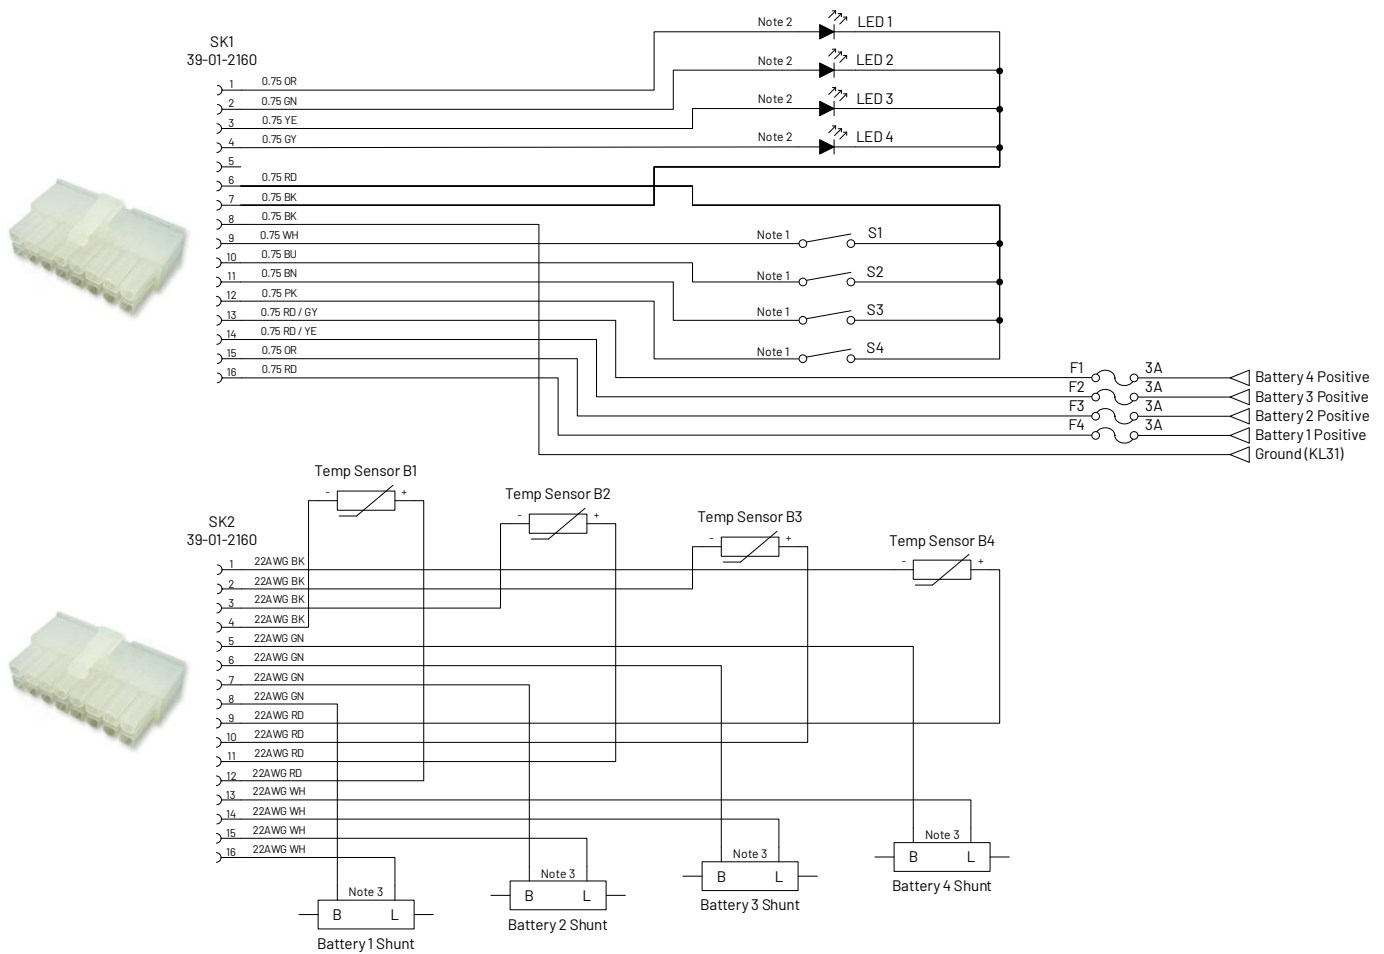 SK1
39-01-2160
1 0.75 OR
2 0.75 GN
3 0.75 YE
4 0.75 GY
5
6 0.75 RD
7 0.75 BK
8 0.75 BK
9 0.75 WH
10 0.75 BU
11 0.75 BN
12 0.75 PK
13 0.75 RD / GY
14 0.75 RD / YE
15 0.75 OR
16 0.75 RD
Note 2 LED 1
Note 2 LED 2
Note 2 LED 3
Note 2 LED 4
Note 1 S1
Note 1 S2
Note 1 S3
Note 1 S4
F1 3A Battery 4 Positive
F2 3A Battery 3 Positive
F3 3A Battery 2 Positive
F4 3A Battery 1 Positive
Ground (KL31)
Temp Sensor B1
- +
Temp Sensor B2
- +
Temp Sensor B3
- +
Temp Sensor B4
- +
SK2
39-01-2160
1 22AWG BK
2 22AWG BK
3 22AWG BK
4 22AWG BK
5 22AWG GN
6 22AWG GN
7 22AWG GN
8 22AWG GN
9 22AWG RD
10 22AWG RD
11 22AWG RD
12 22AWG RD
13 22AWG WH
14 22AWG WH
15 22AWG WH
16 22AWG WH
Note 3
B L
Battery 1 Shunt
Note 3
B L
Battery 2 Shunt
Note 3
B L
Battery 3 Shunt
Note 3
B L
Battery 4 Shunt